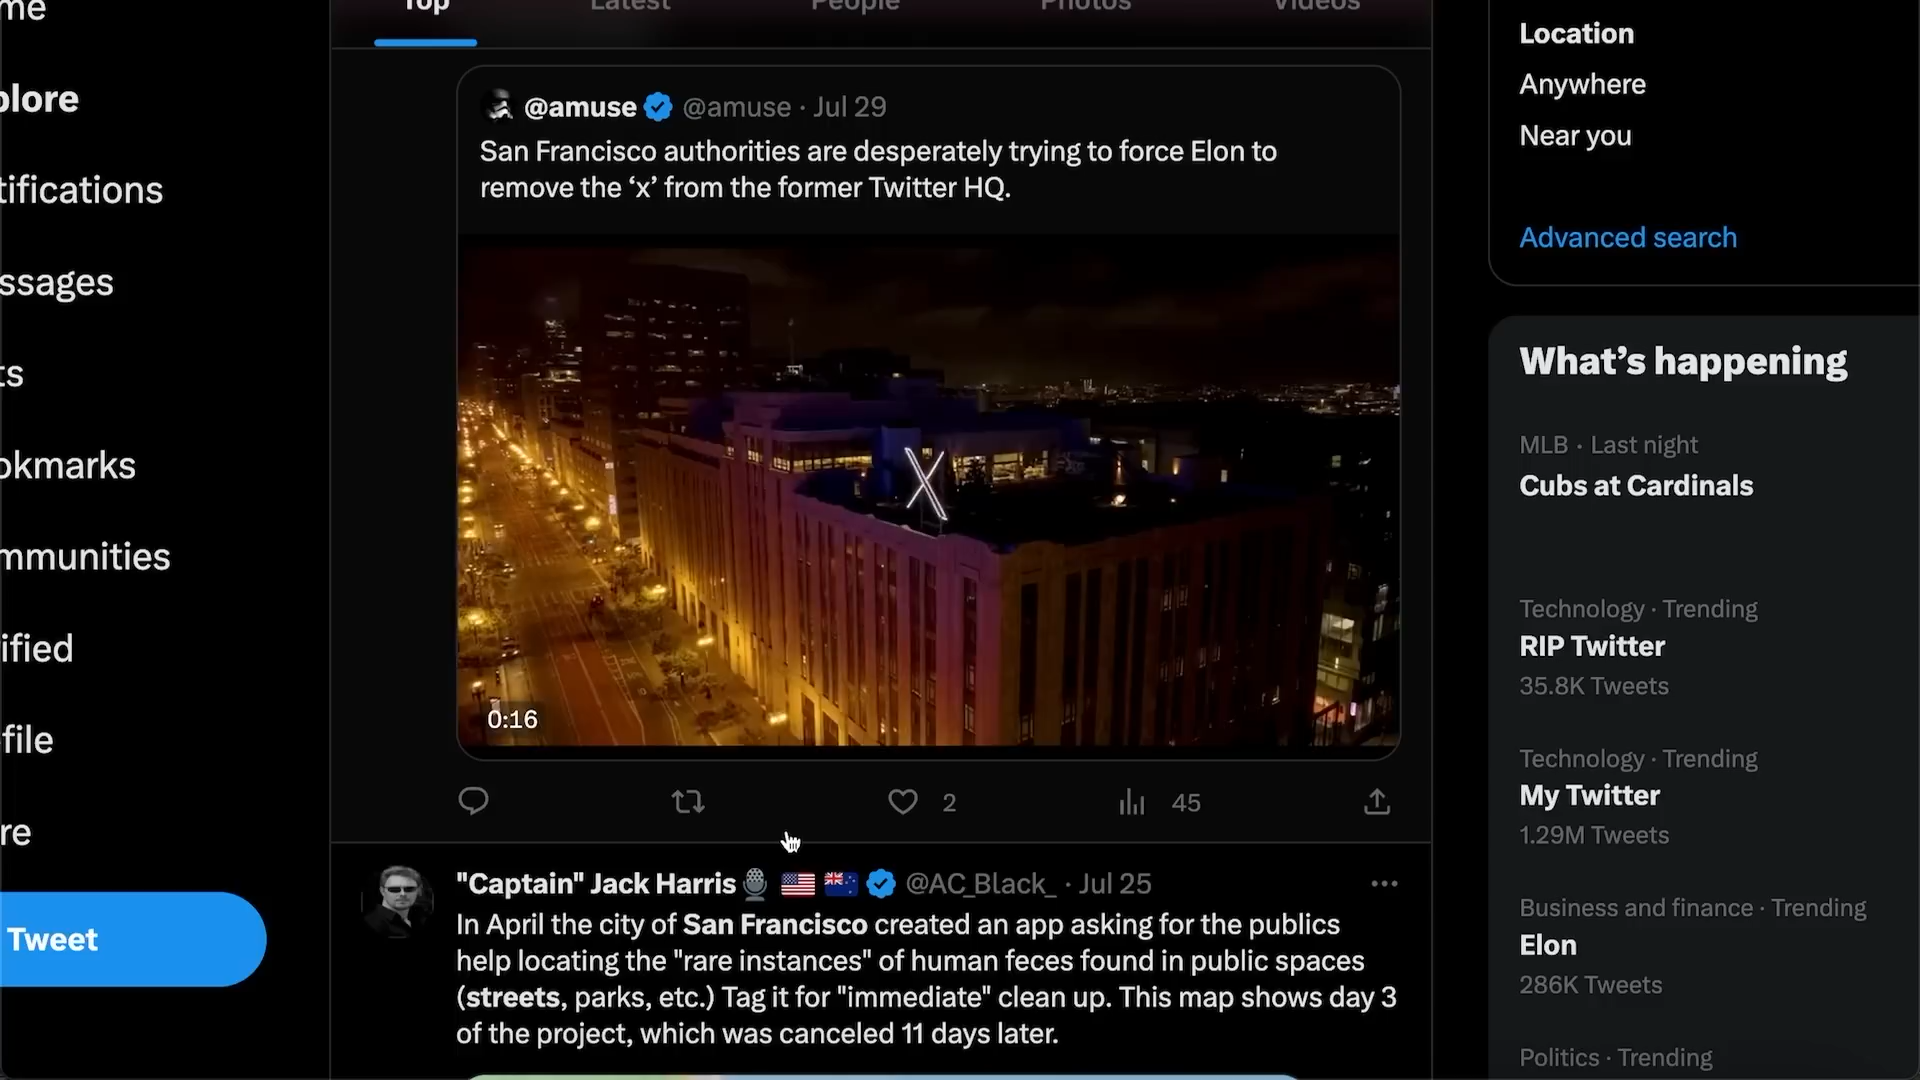 me
plore
tifications
ssages
ts
okmarks
mmunities
ified
file
re
Tweet
Top Latest People Photos Videos
@amuse @amuse · Jul 29
San Francisco authorities are desperately trying to force Elon to
remove the ‘x’ from the former Twitter HQ.
X
0:16
2 45
"Captain" Jack Harris @AC_Black_ · Jul 25
In April the city of San Francisco created an app asking for the publics
help locating the "rare instances" of human feces found in public spaces
(streets, parks, etc.) Tag it for "immediate" clean up. This map shows day 3
of the project, which was canceled 11 days later.
Location
Anywhere
Near you
Advanced search
What’s happening
MLB · Last night
Cubs at Cardinals
Technology · Trending
RIP Twitter
35.8K Tweets
Technology · Trending
My Twitter
1.29M Tweets
Business and finance · Trending
Elon
286K Tweets
Politics · Trending